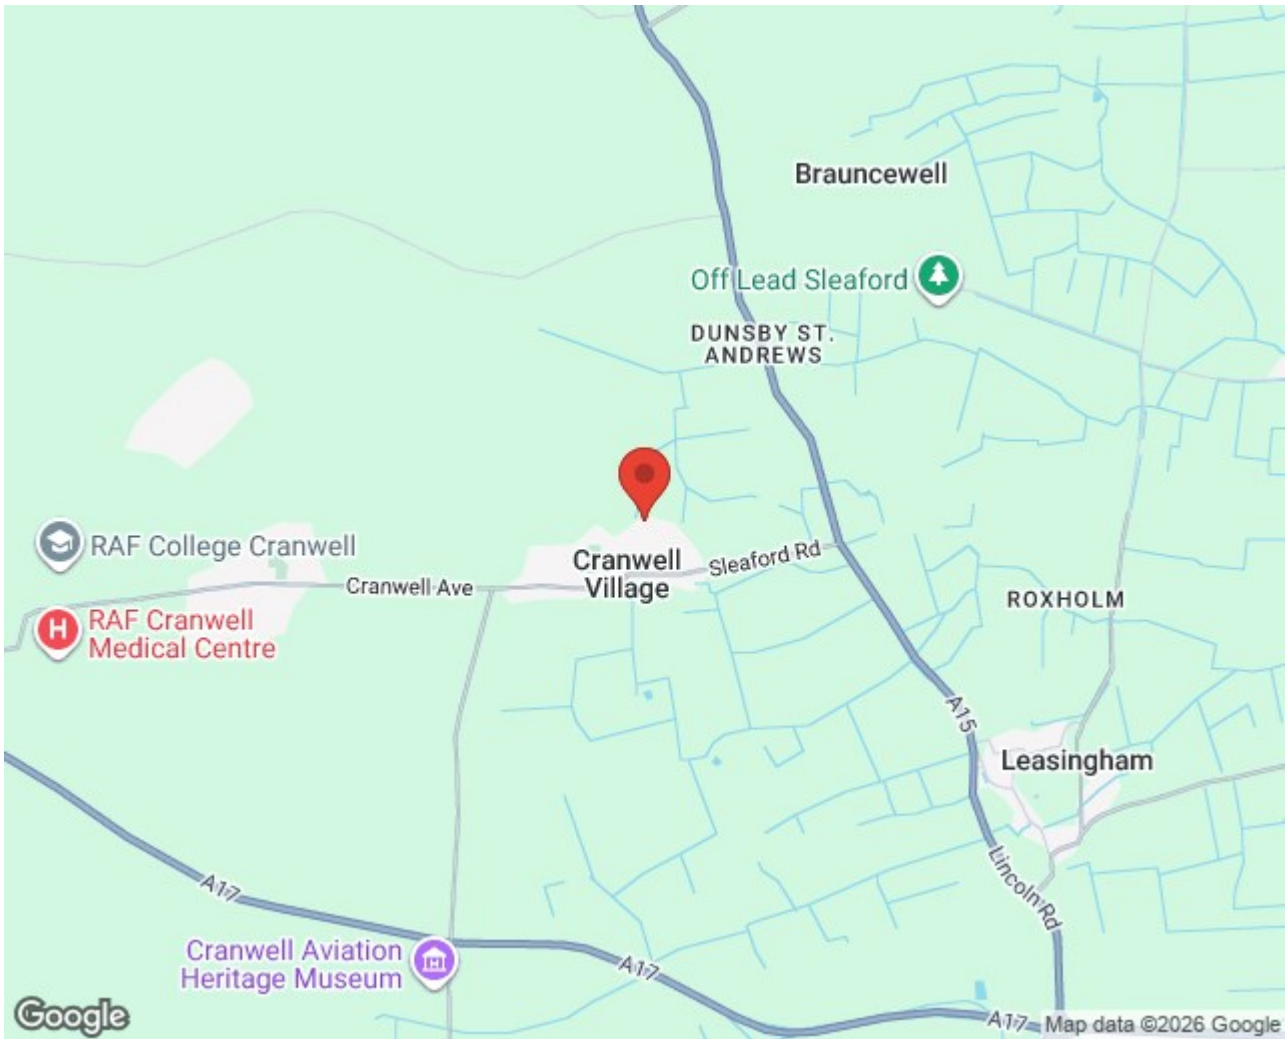 Brauncewell
Off Lead Sleaford
DUNSBY ST.
ANDREWS
RAF College Cranwell
Cranwell
Village
Sleaford Rd
Cranwell Ave
ROXHOLM
H
RAF Cranwell
Medical Centre
A15
Leasingham
A17
Lincoln Rd
Cranwell Aviation
Heritage Museum
A17
A17
Google
Map data ©2026 Google